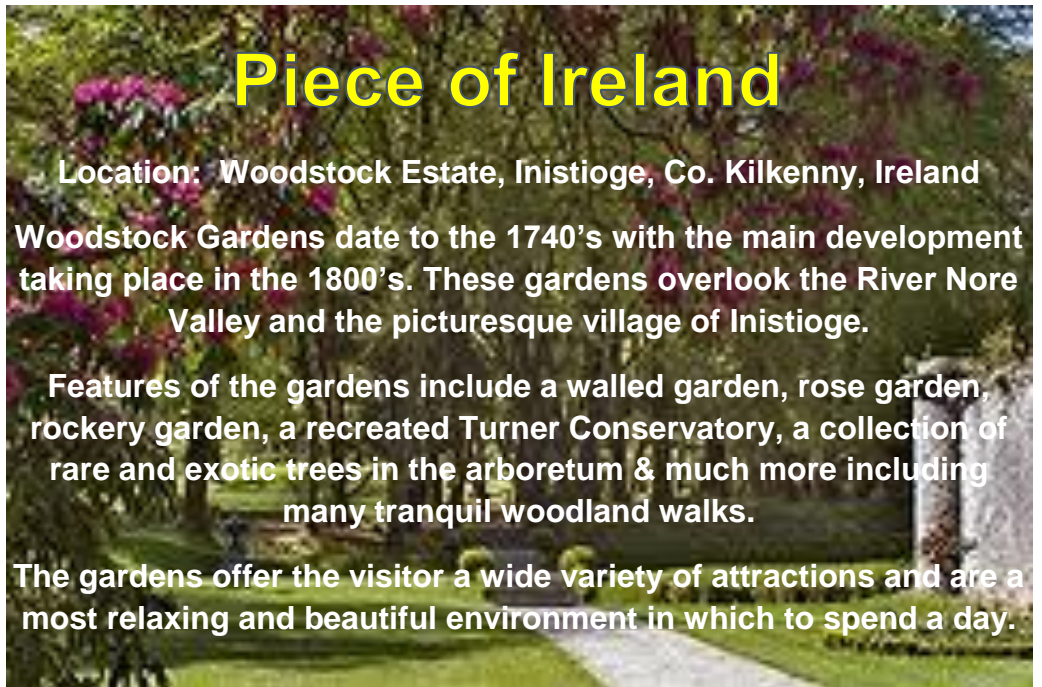 Piece of Ireland
Location:  Woodstock Estate, Inistioge, Co. Kilkenny, Ireland
Woodstock Gardens date to the 1740’s with the main development
taking place in the 1800’s. These gardens overlook the River Nore
Valley and the picturesque village of Inistioge.
Features of the gardens include a walled garden, rose garden,
rockery garden, a recreated Turner Conservatory, a collection of
rare and exotic trees in the arboretum & much more including
many tranquil woodland walks.
The gardens offer the visitor a wide variety of attractions and are a
most relaxing and beautiful environment in which to spend a day.